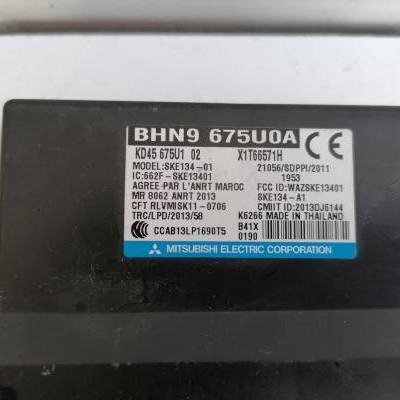 BHN9 675U0A CE
KD45 675U1 02 X1T66571H
MODEL:SKE134-01 21056/SDPPI/2011
IC:662F-SKE13401 1953
AGREE PAR L'ANRT MAROC FCC ID:WAZSKE13401
MR 8062 ANRT 2013 SKE134-A1
CFT RLVMISK11-0706 CMIIT ID:2013DJ6144
TRC/LPD/2013/58 K6266 MADE IN THAILAND
CCC CCAB13LP1690T5 B41X
0190
MITSUBISHI ELECTRIC CORPORATION